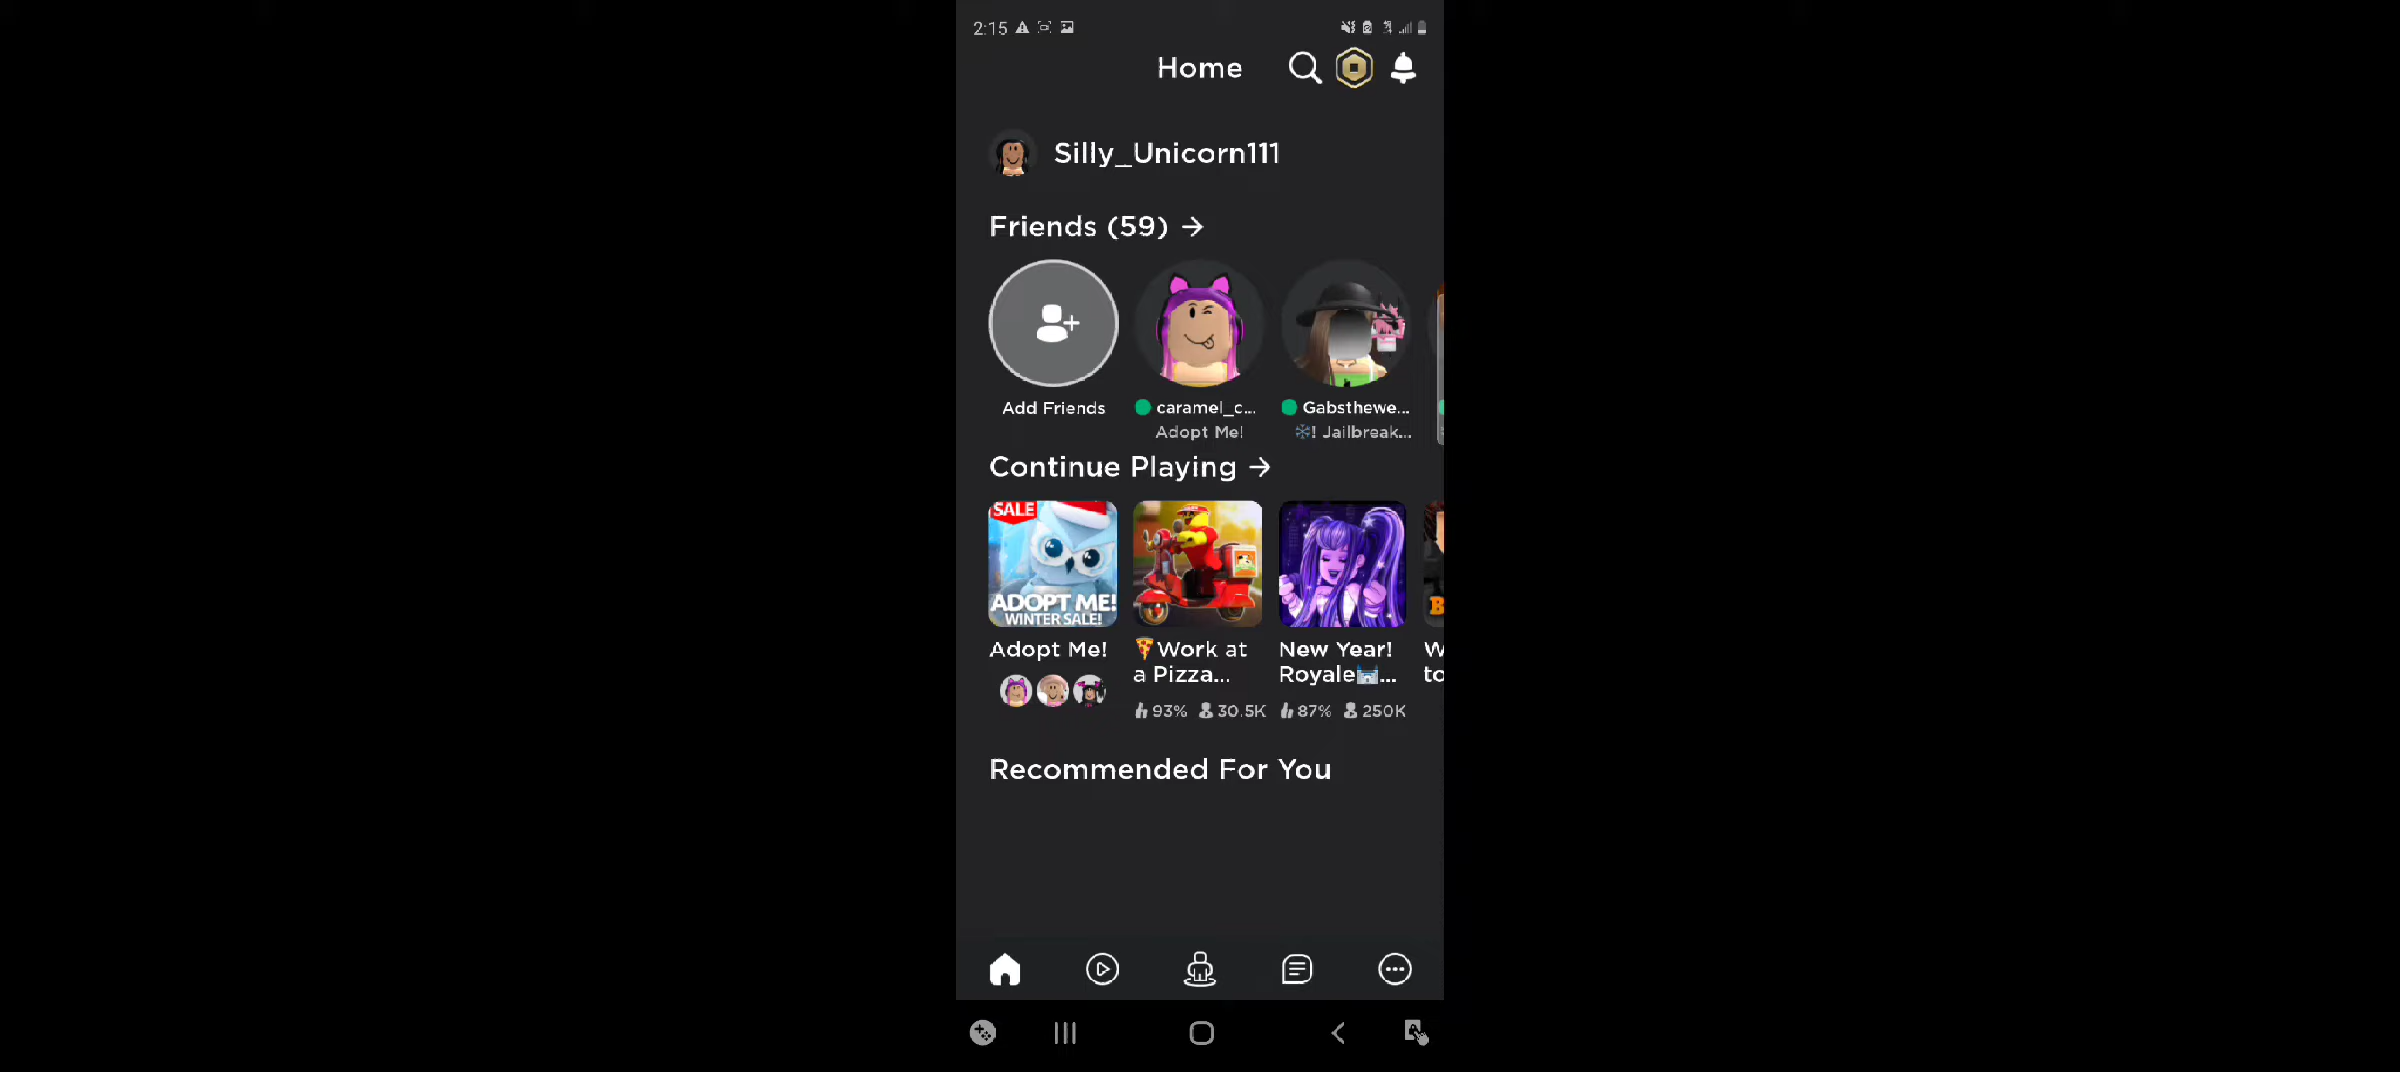 2:15
Home
Silly_Unicorn111
Friends (59)
Add Friends
caramel_c...
Gabsthewe...
Adopt Me!
❄! Jailbreak...
Continue Playing
SALE
ADOPT ME!
WINTER SALE!
B
Adopt Me!
🍕Work at
a Pizza...
New Year!
Royale🏰...
W
to
93% 30.5K
87% 250K
Recommended For You